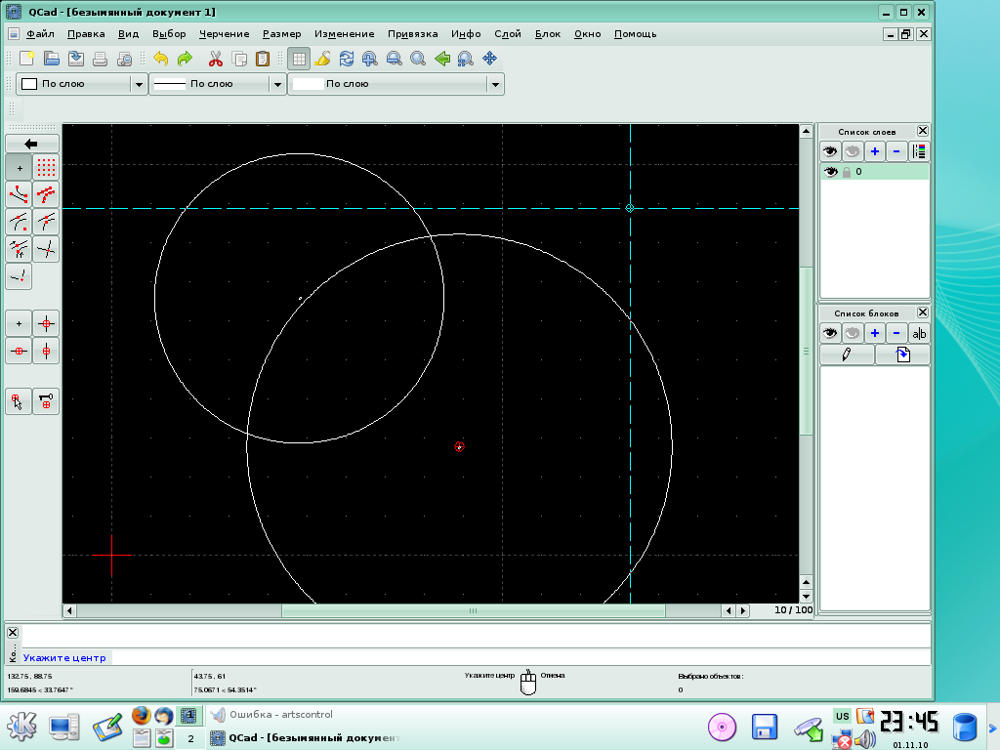 QCad - [безымянный документ 1]
Файл Правка Вид Выбор Черчение Размер Изменение Привязка Инфо Слой Блок Окно Помощь
По слою По слою По слою
Список слоев
0
Список блоков
a|b
10 / 100
Ко...
Укажите центр
132.75 , 88.75 43.75 , 61 Укажите центр Отмена Выбрано объектов:
159.6845 < 33.7647° 75.0671 < 54.3514° 0
Ошибка - artscontrol
US
23:45
2
QCad - [безымянный докумен
01.11.10